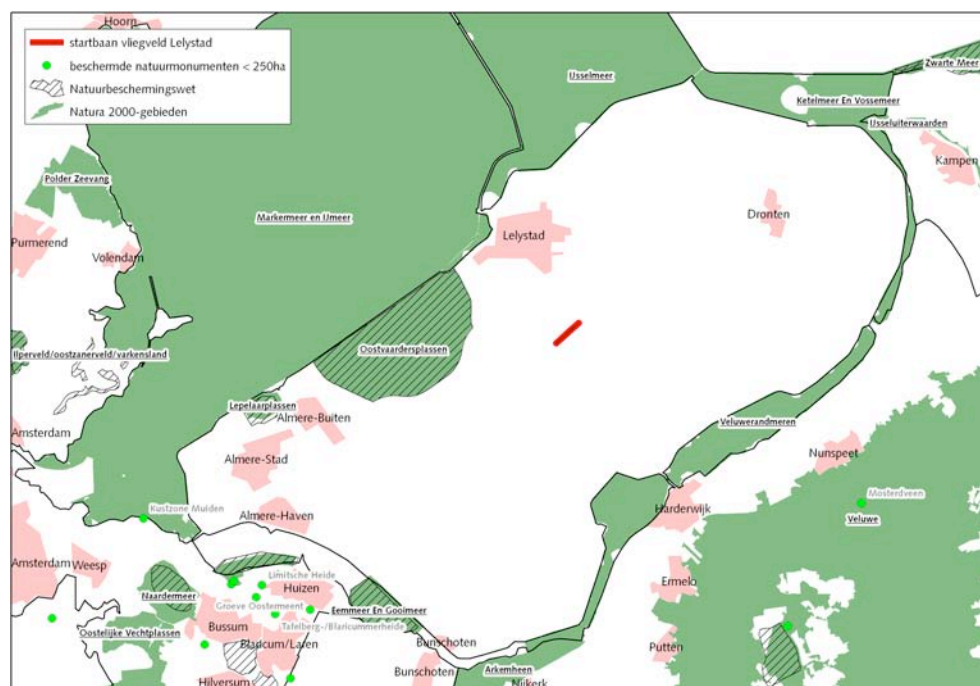 Hoorn
startbaan vliegveld Lelystad
beschermde natuurmonumenten < 250ha
Natuurbeschermingswet
Natura 2000-gebieden
IJsselmeer
Zwarte Meer
Ketelmeer En Vossemeer
IJsseluiterwaarden
Kampen
Polder Zeevang
Markermeer en IJmeer
Dronten
Lelystad
Purmerend
Volendam
Oostvaardersplassen
Ilperveld/oostzanerveld/varkensland
Lepelaarplassen
Almere-Buiten
Veluwerandmeren
Amsterdam
Almere-Stad
Nunspeet
Mosterdveen
Veluwe
Kustzone Muiden
Almere-Haven
Harderwijk
Amsterdam
Weesp
Limitsche Heide
Huizen
Ermelo
Naardermeer
Groeve Oostermeent
Eemmeer En Gooimeer
Oostelijke Vechtplassen
Bussum
Tafelberg-/Blaricummerheide
Blaricum/Laren
Bunschoten
Putten
Bunschoten
Arkemheen
Hilversum
Nijkerk